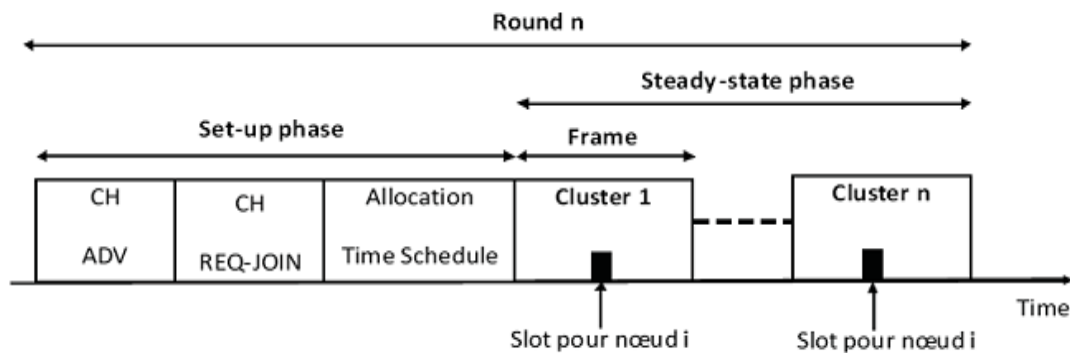 Round n
Steady-state phase
Set-up phase
Frame
CH
ADV
CH
REQ-JOIN
Allocation
Time Schedule
Cluster 1
Cluster n
Time
Slot pour nœud i
Slot pour nœud i